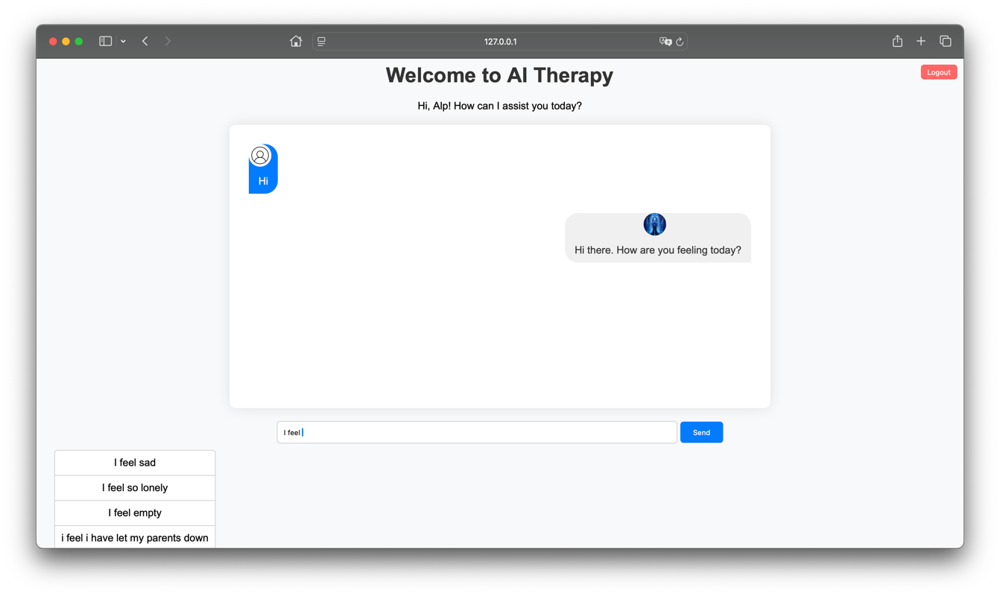 127.0.0.1
Welcome to AI Therapy
Logout
Hi, Alp! How can I assist you today?
Hi
Hi there. How are you feeling today?
I feel
Send
I feel sad
I feel so lonely
I feel empty
i feel i have let my parents down